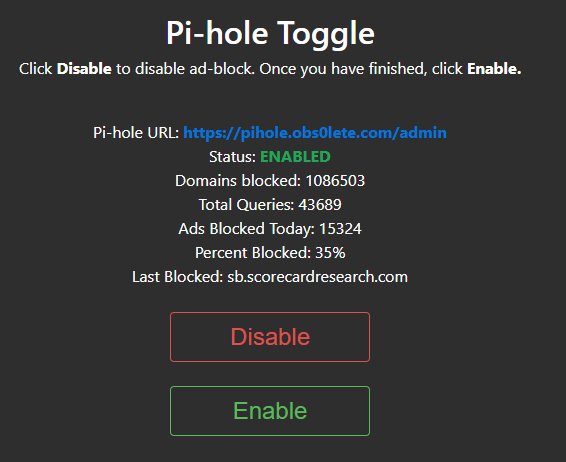 Pi-hole Toggle
Click Disable to disable ad-block. Once you have finished, click Enable.
Pi-hole URL: https://pihole.obs0lete.com/admin
Status: ENABLED
Domains blocked: 1086503
Total Queries: 43689
Ads Blocked Today: 15324
Percent Blocked: 35%
Last Blocked: sb.scorecardresearch.com
Disable
Enable